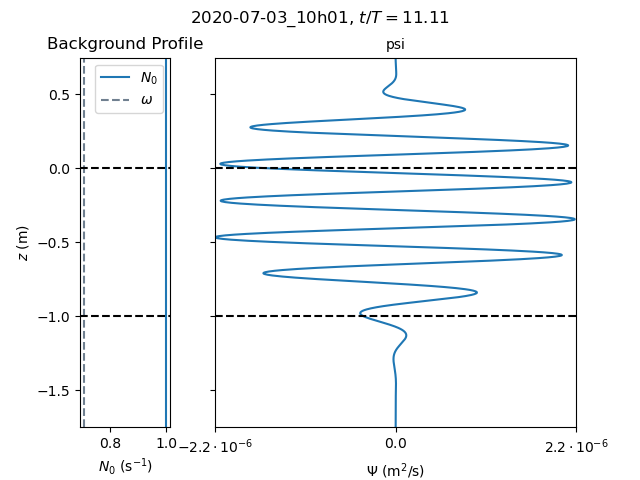 2020-07-03_10h01, t/T = 11.11
Background Profile
psi
N₀
ω
0.5
0.0
−0.5
−1.0
−1.5
z (m)
0.8
1.0
−2.2 · 10⁻⁶
0.0
2.2 · 10⁻⁶
N₀ (s⁻¹)
Ψ (m²/s)